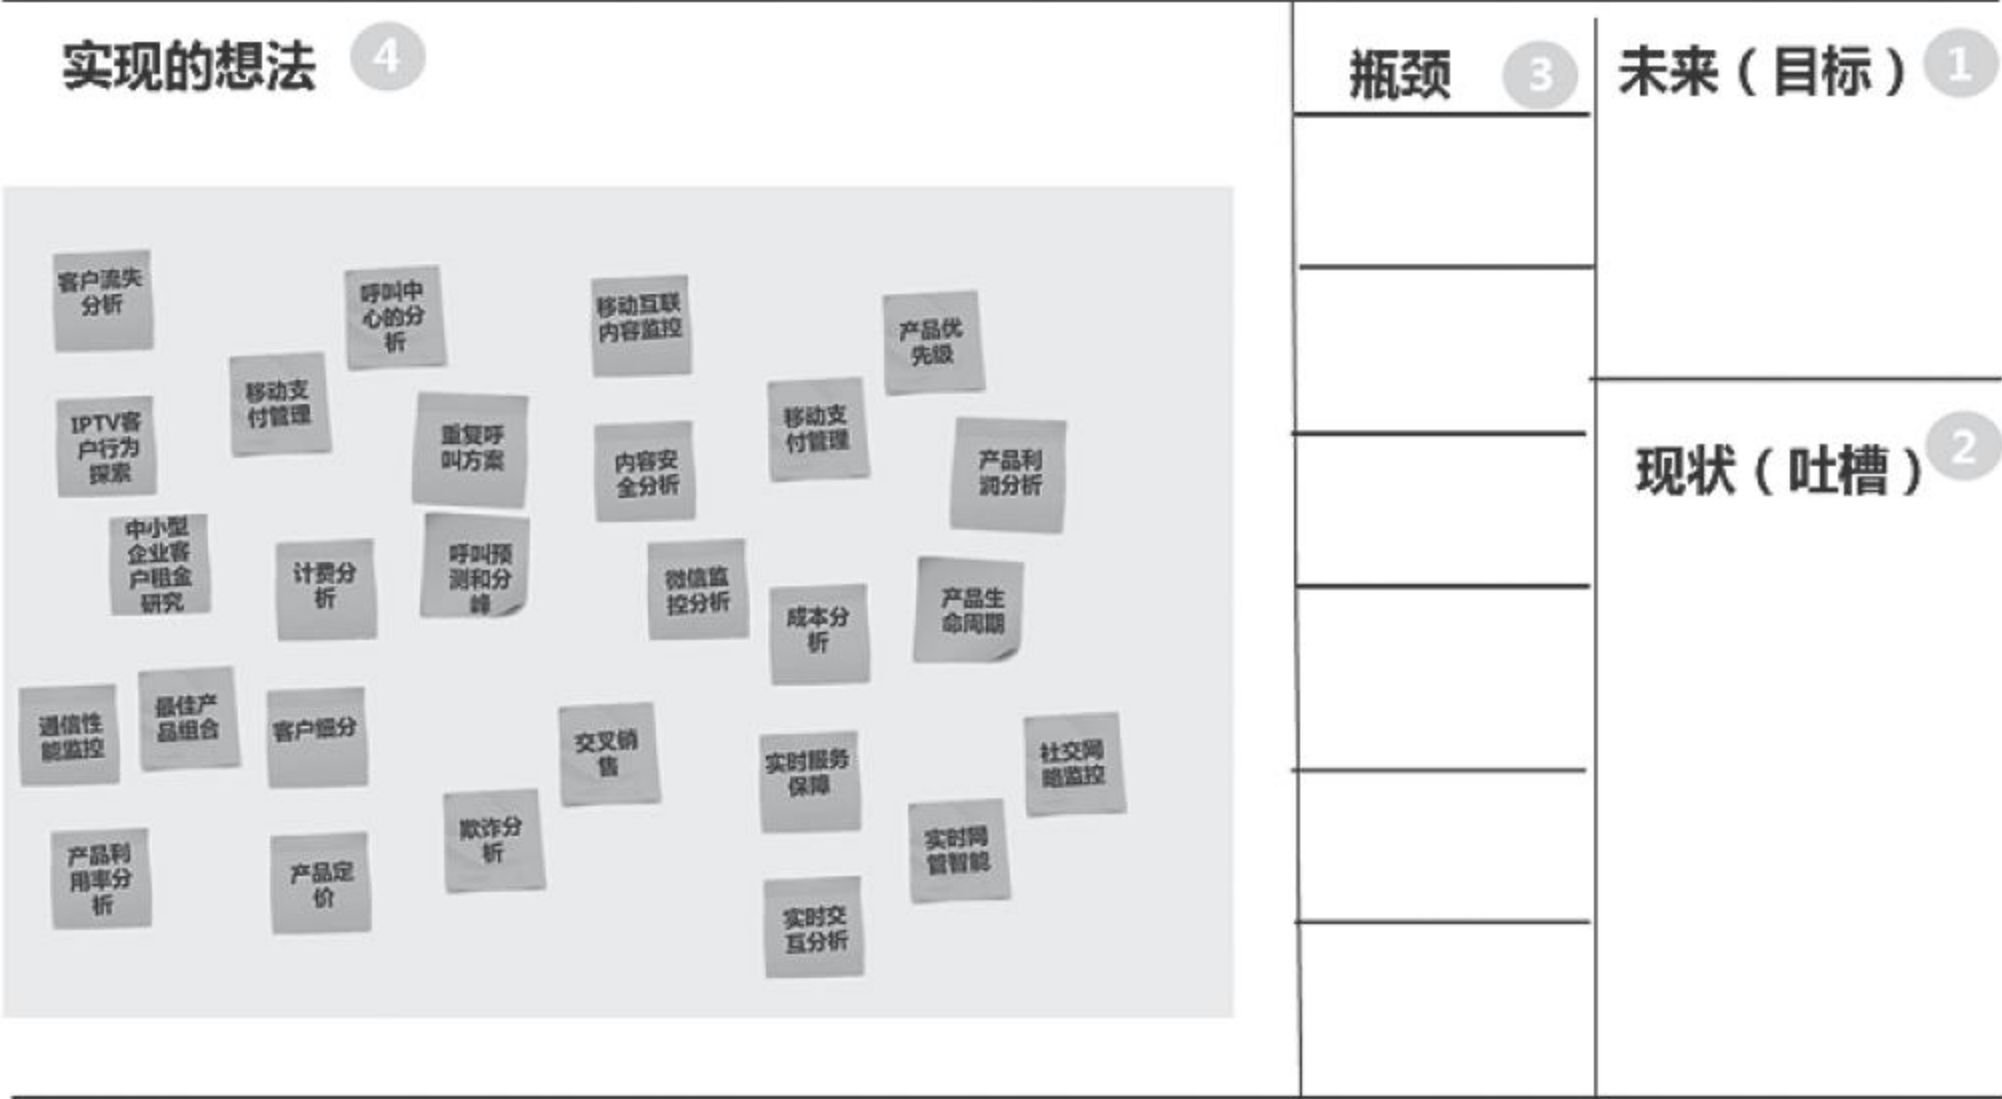 实现的想法 4
瓶颈 3
未来（目标） 1
现状（吐槽） 2
客户流失
分析
呼叫中
心的分
析
移动互联
内容监控
产品优
先级
移动支
付管理
IPTV客
户行为
探索
重复呼
叫方案
内容安
全分析
移动支
付管理
产品利
润分析
中小型
企业客
户租金
研究
计费分
析
呼叫预
测和分
峰
微信监
控分析
成本分
析
产品生
命周期
通信性
能监控
最佳产
品组合
客户细分
交叉销
售
实时服务
保障
社交网
络监控
产品利
用率分
析
产品定
价
欺诈分
析
实时网
管智能
实时交
互分析